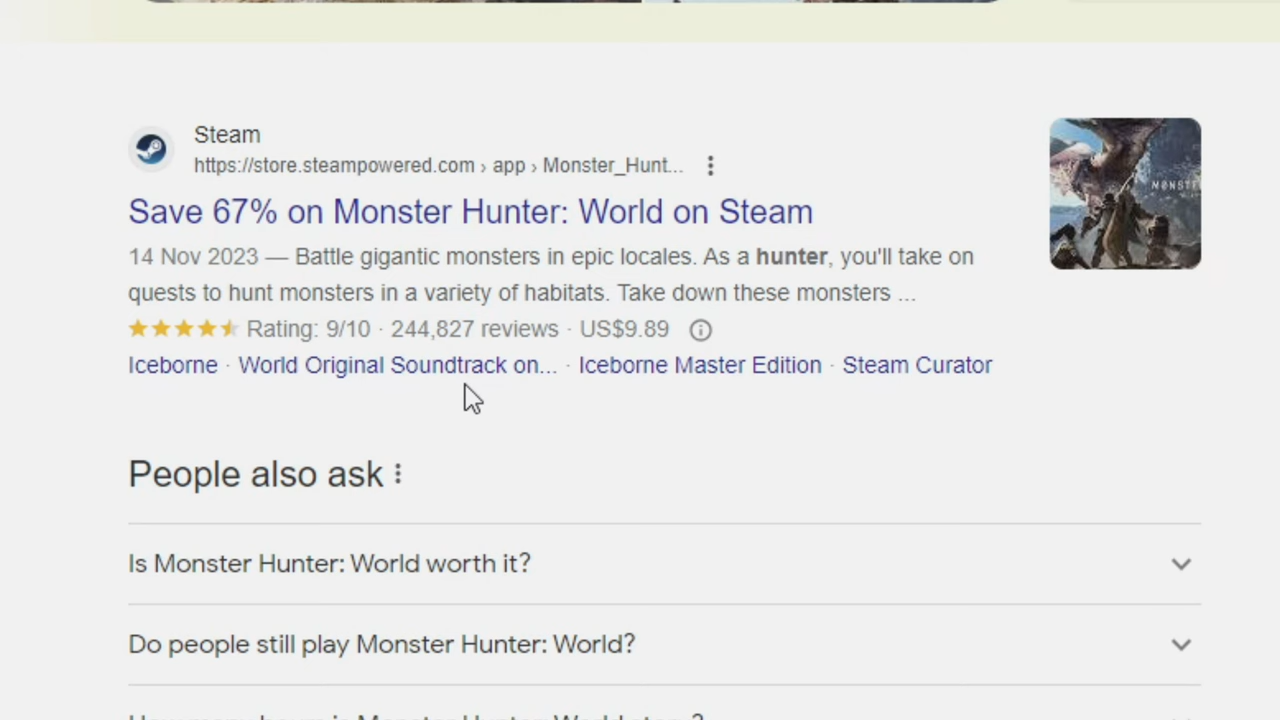 Steam
https://store.steampowered.com › app › Monster_Hunt...
Save 67% on Monster Hunter: World on Steam
14 Nov 2023 — Battle gigantic monsters in epic locales. As a hunter, you'll take on
quests to hunt monsters in a variety of habitats. Take down these monsters ...
Rating: 9/10 · 244,827 reviews · US$9.89
Iceborne · World Original Soundtrack on... · Iceborne Master Edition · Steam Curator
People also ask
Is Monster Hunter: World worth it?
Do people still play Monster Hunter: World?